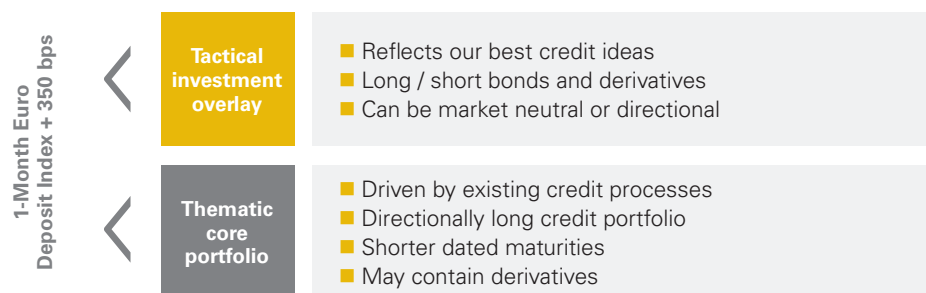 1-Month Euro
Deposit Index + 350 bps
Tactical
investment
overlay
Reflects our best credit ideas
Long / short bonds and derivatives
Can be market neutral or directional
Thematic
core
portfolio
Driven by existing credit processes
Directionally long credit portfolio
Shorter dated maturities
May contain derivatives